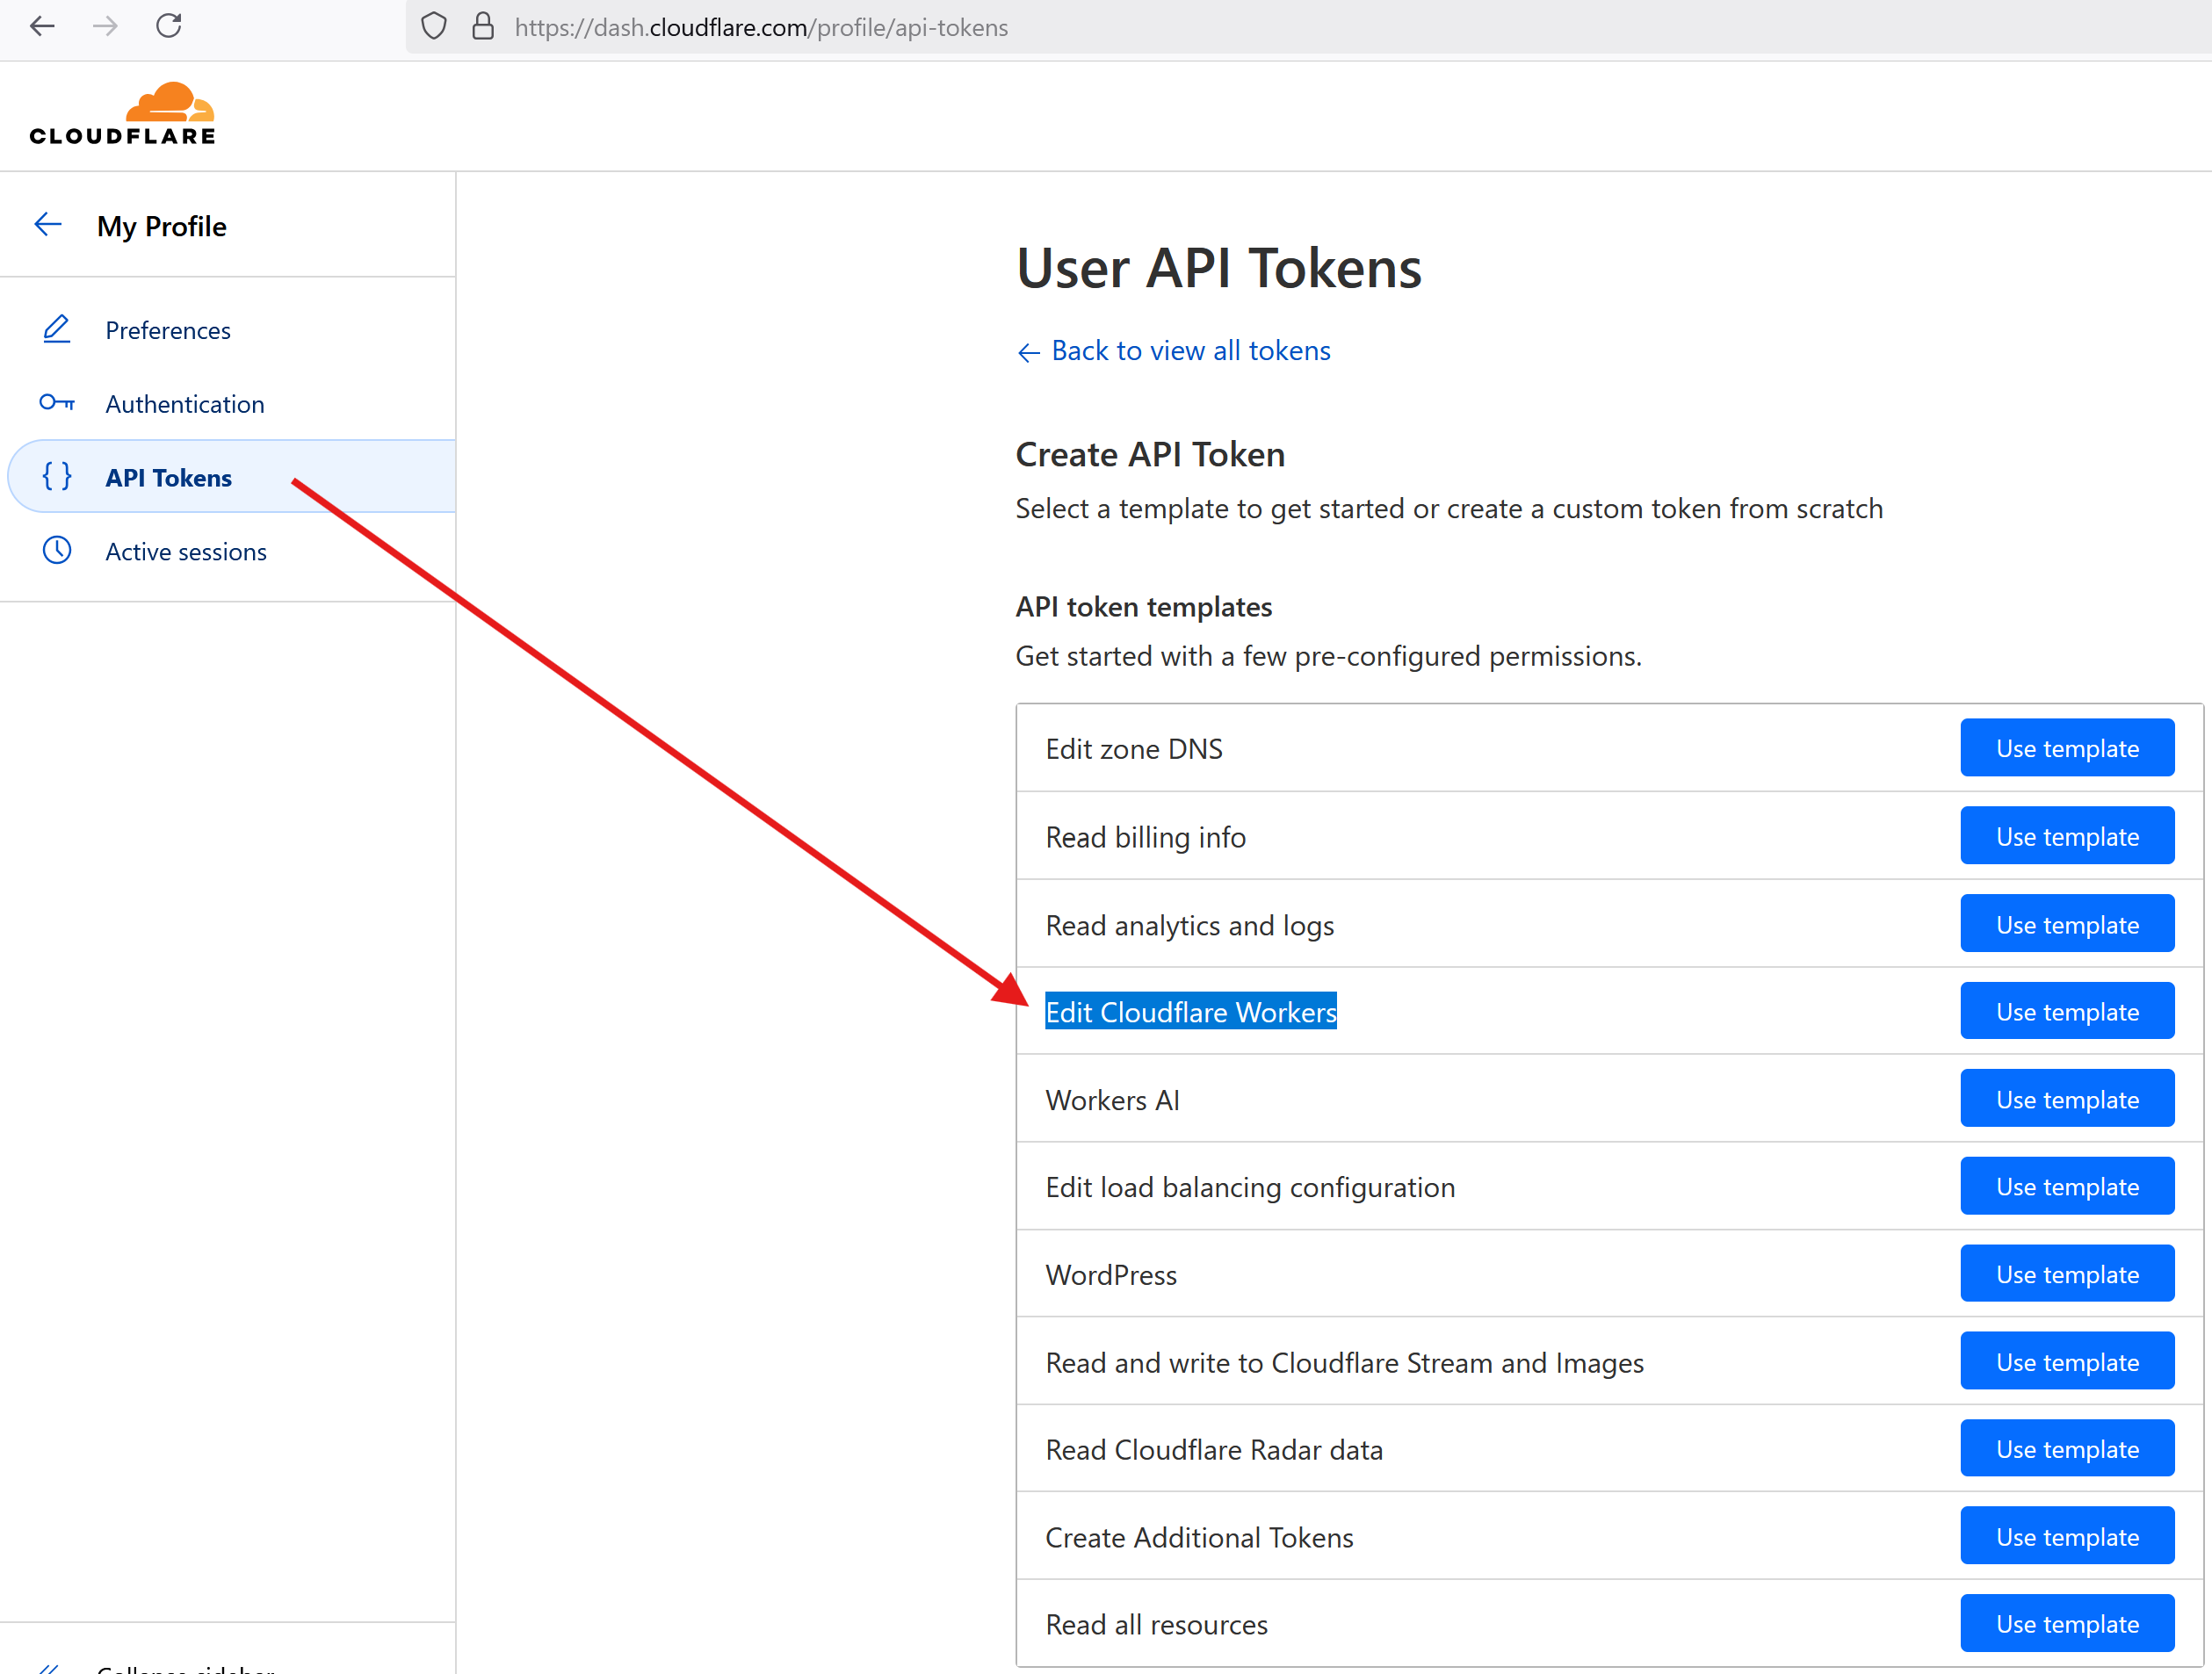 https://dash.cloudflare.com/profile/api-tokens
CLOUDFLARE
My Profile
Preferences
Authentication
API Tokens
Active sessions
Collapse sidebar
User API Tokens
Back to view all tokens
Create API Token
Select a template to get started or create a custom token from scratch
API token templates
Get started with a few pre-configured permissions.
Edit zone DNS Use template
Read billing info Use template
Read analytics and logs Use template
Edit Cloudflare Workers Use template
Workers AI Use template
Edit load balancing configuration Use template
WordPress Use template
Read and write to Cloudflare Stream and Images Use template
Read Cloudflare Radar data Use template
Create Additional Tokens Use template
Read all resources Use template